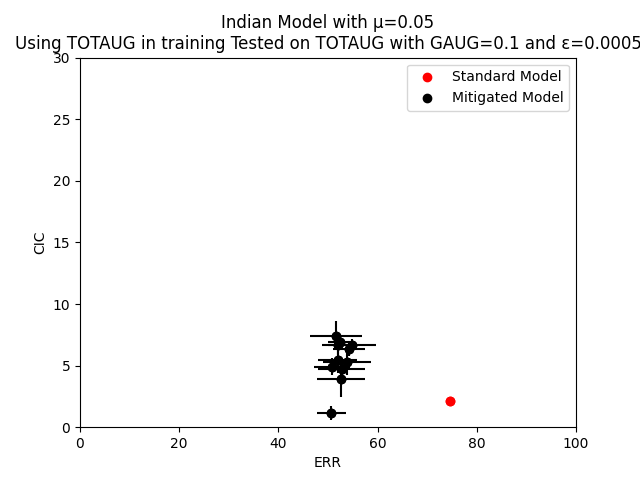 Indian Model with μ=0.05
Using TOTAUG in training Tested on TOTAUG with GAUG=0.1 and ε=0.0005
Standard Model
Mitigated Model
30
25
20
15
10
5
0
CIC
0 20 40 60 80 100
ERR